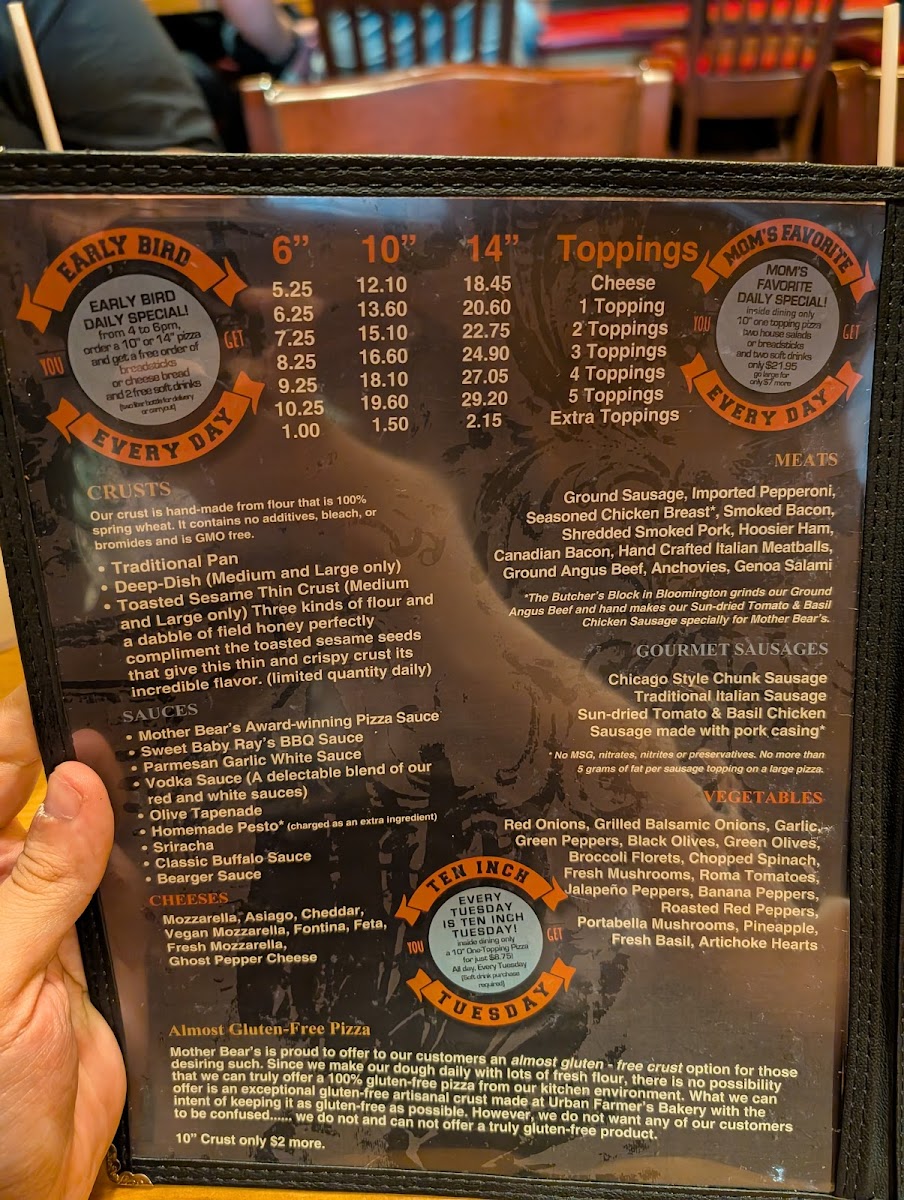 EARLY BIRD
EARLY BIRD
DAILY SPECIAL!
from 4 to 6pm,
order a 10" or 14" pizza
and get a free order of
breadsticks
or cheese bread
and 2 free soft drinks
(two liter bottle for delivery
or carryout)
YOU GET
EVERY DAY
6" 10" 14" Toppings
5.25 12.10 18.45 Cheese
6.25 13.60 20.60 1 Topping
7.25 15.10 22.75 2 Toppings
8.25 16.60 24.90 3 Toppings
9.25 18.10 27.05 4 Toppings
10.25 19.60 29.20 5 Toppings
1.00 1.50 2.15 Extra Toppings
MOM'S FAVORITE
MOM'S
FAVORITE
DAILY SPECIAL!
inside dining only
10" one topping pizza
two house salads
or breadsticks
and two soft drinks
only $21.95
go large for
only $7 more
YOU GET
EVERY DAY
CRUSTS
Our crust is hand-made from flour that is 100%
spring wheat. It contains no additives, bleach, or
bromides and is GMO free.
• Traditional Pan
• Deep-Dish (Medium and Large only)
• Toasted Sesame Thin Crust (Medium
and Large only) Three kinds of flour and
a dabble of field honey perfectly
compliment the toasted sesame seeds
that give this thin and crispy crust its
incredible flavor. (limited quantity daily)
SAUCES
• Mother Bear's Award-winning Pizza Sauce
• Sweet Baby Ray's BBQ Sauce
• Parmesan Garlic White Sauce
• Vodka Sauce (A delectable blend of our
red and white sauces)
• Olive Tapenade
• Homemade Pesto* (charged as an extra ingredient)
• Sriracha
• Classic Buffalo Sauce
• Bearger Sauce
CHEESES
Mozzarella, Asiago, Cheddar,
Vegan Mozzarella, Fontina, Feta,
Fresh Mozzarella,
Ghost Pepper Cheese
MEATS
Ground Sausage, Imported Pepperoni,
Seasoned Chicken Breast*, Smoked Bacon,
Shredded Smoked Pork, Hoosier Ham,
Canadian Bacon, Hand Crafted Italian Meatballs,
Ground Angus Beef, Anchovies, Genoa Salami
*The Butcher's Block in Bloomington grinds our Ground
Angus Beef and hand makes our Sun-dried Tomato & Basil
Chicken Sausage specially for Mother Bear's.
GOURMET SAUSAGES
Chicago Style Chunk Sausage
Traditional Italian Sausage
Sun-dried Tomato & Basil Chicken
Sausage made with pork casing*
* No MSG, nitrates, nitrites or preservatives. No more than
5 grams of fat per sausage topping on a large pizza.
VEGETABLES
Red Onions, Grilled Balsamic Onions, Garlic,
Green Peppers, Black Olives, Green Olives,
Broccoli Florets, Chopped Spinach,
Fresh Mushrooms, Roma Tomatoes,
Jalapeño Peppers, Banana Peppers,
Roasted Red Peppers,
Portabella Mushrooms, Pineapple,
Fresh Basil, Artichoke Hearts
TEN INCH
EVERY
TUESDAY
IS TEN INCH
TUESDAY!
inside dining only
a 10" One-Topping Pizza
for just $8.75!
All day, Every Tuesday
(Soft drink purchase
required)
YOU GET
TUESDAY
Almost Gluten-Free Pizza
Mother Bear's is proud to offer to our customers an almost gluten - free crust option for those
desiring such. Since we make our dough daily with lots of fresh flour, there is no possibility
that we can truly offer a 100% gluten-free pizza from our kitchen environment. What we can
offer is an exceptional gluten-free artisanal crust made at Urban Farmer's Bakery with the
intent of keeping it as gluten-free as possible. However, we do not want any of our customers
to be confused...... we do not and can not offer a truly gluten-free product.
10" Crust only $2 more.